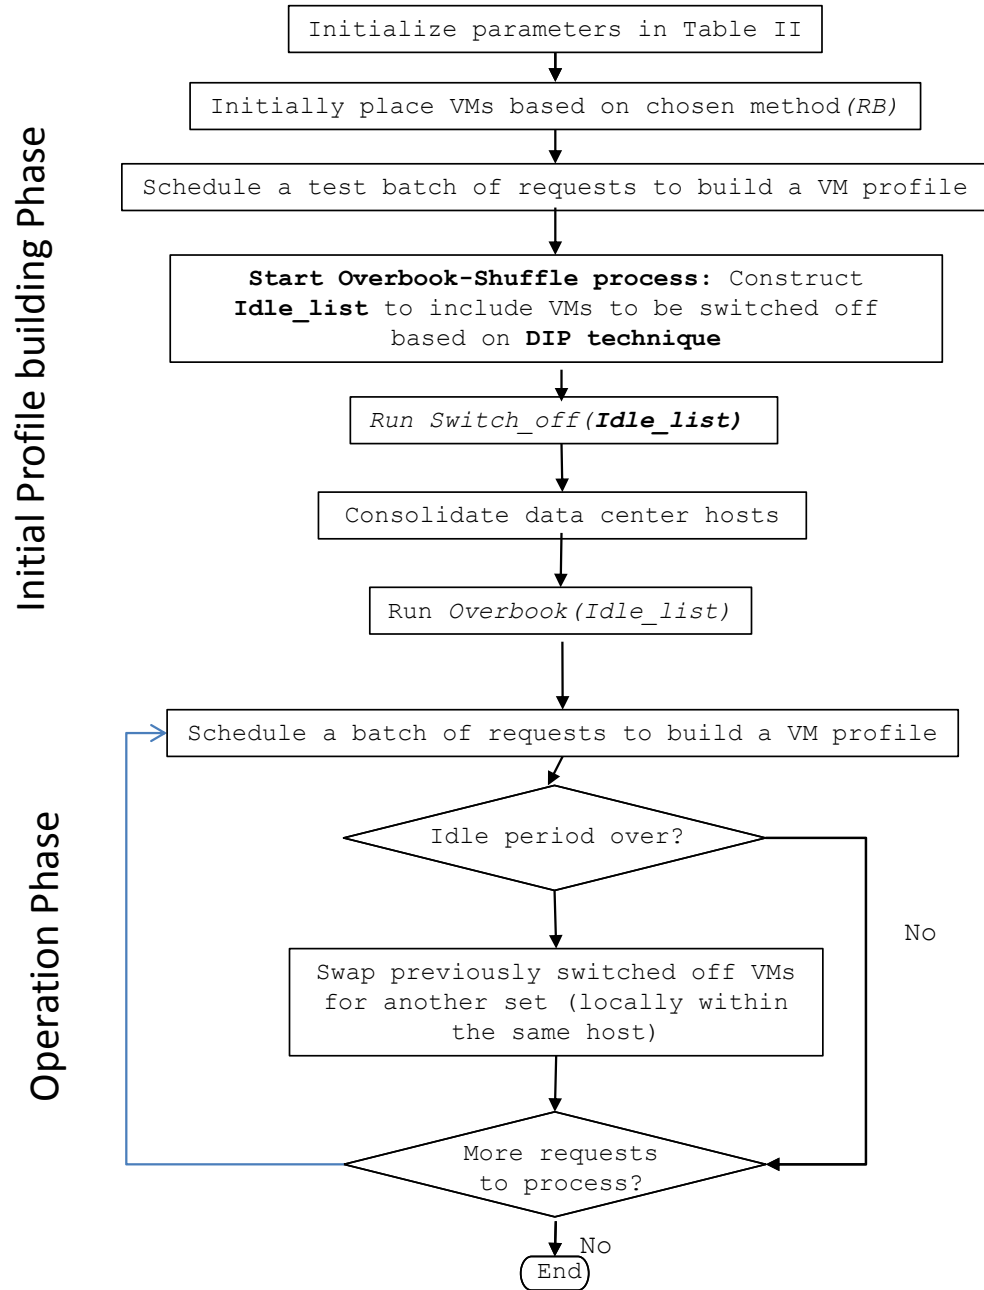 Initialize parameters in Table II
Initially place VMs based on chosen method(RB)
Schedule a test batch of requests to build a VM profile
Start Overbook-Shuffle process: Construct
Idle_list to include VMs to be switched off
based on DIP technique
Run Switch_off(Idle_list)
Consolidate data center hosts
Run Overbook(Idle_list)
Initial Profile building Phase
Schedule a batch of requests to build a VM profile
Idle period over?
No
Swap previously switched off VMs
for another set (locally within
the same host)
More requests
to process?
No
End
Operation Phase